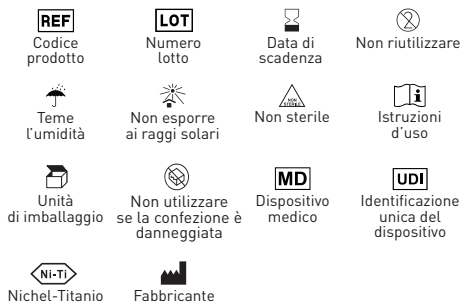 REF
Codice
prodotto
LOT
Numero
lotto
Data di
scadenza
2
Non riutilizzare
Teme
l'umidità
Non esporre
ai raggi solari
NON
STERILE
Non sterile
i
Istruzioni
d'uso
Unità
di imballaggio
Non utilizzare
se la confezione è
danneggiata
MD
Dispositivo
medico
UDI
Identificazione
unica del
dispositivo
Ni-Ti
Nichel-Titanio
Fabbricante